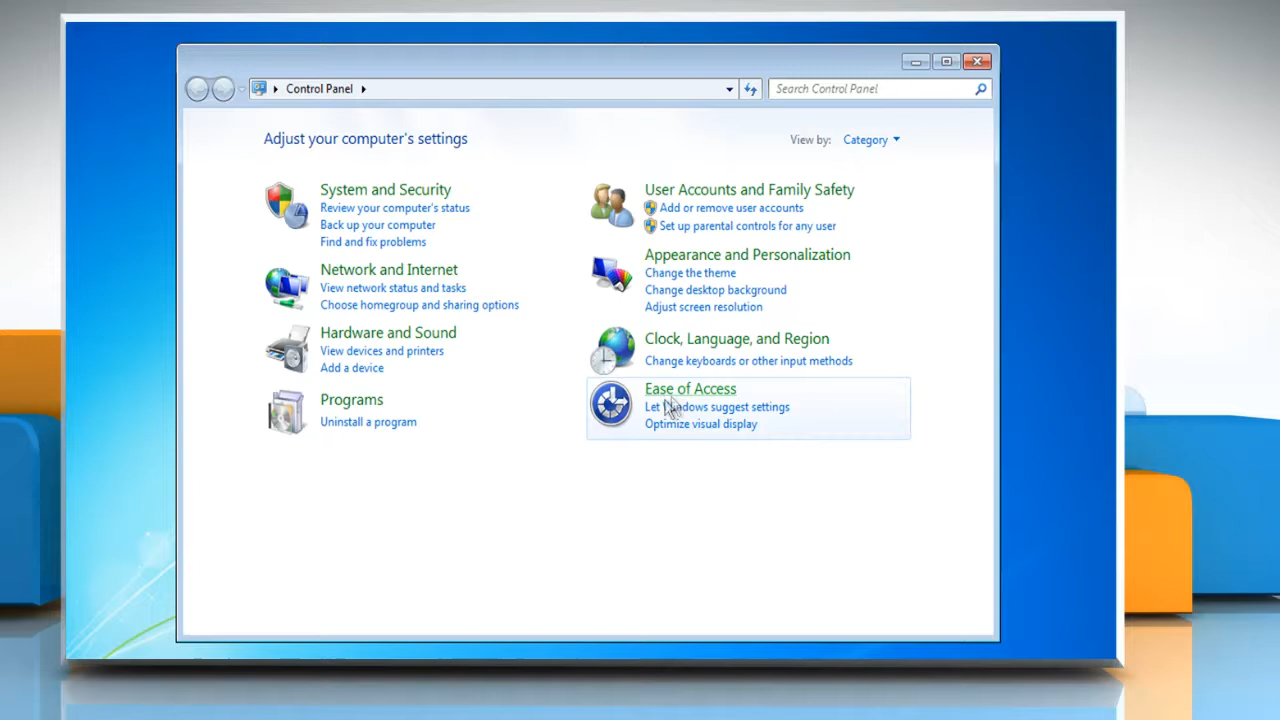 Control Panel
Search Control Panel
Adjust your computer's settings
View by: Category
System and Security
Review your computer's status
Back up your computer
Find and fix problems
Network and Internet
View network status and tasks
Choose homegroup and sharing options
Hardware and Sound
View devices and printers
Add a device
Programs
Uninstall a program
User Accounts and Family Safety
Add or remove user accounts
Set up parental controls for any user
Appearance and Personalization
Change the theme
Change desktop background
Adjust screen resolution
Clock, Language, and Region
Change keyboards or other input methods
Ease of Access
Let Windows suggest settings
Optimize visual display